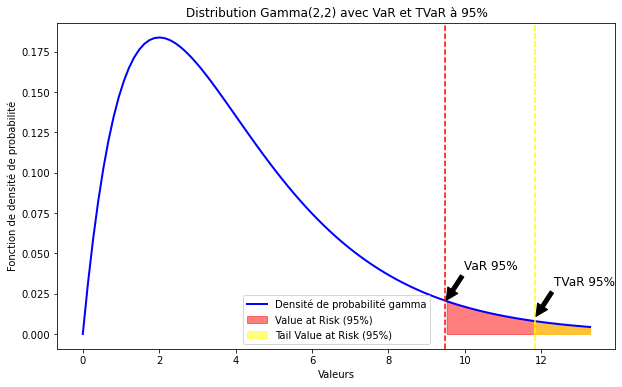 Distribution Gamma(2,2) avec VaR et TVaR à 95%
Fonction de densité de probabilité
0.175
0.150
0.125
0.100
0.075
0.050
0.025
0.000
VaR 95%
TVaR 95%
Densité de probabilité gamma
Value at Risk (95%)
Tail Value at Risk (95%)
0 2 4 6 8 10 12
Valeurs